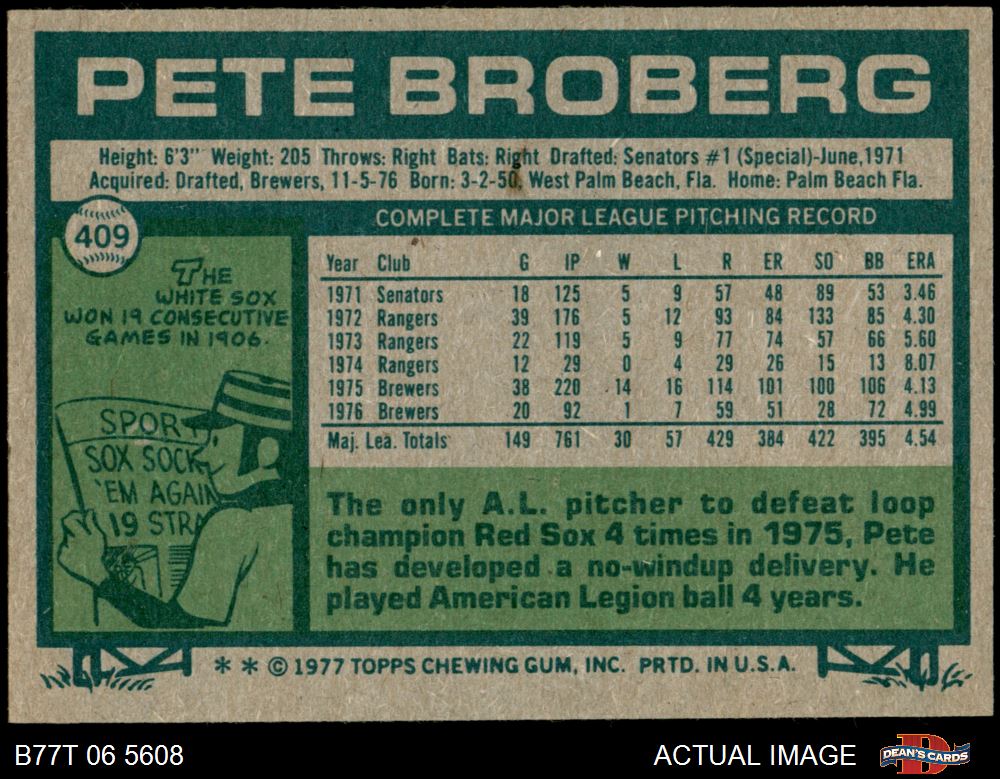 PETE BROBERG
Height: 6'3" Weight: 205 Throws: Right Bats: Right Drafted: Senators #1 (Special)-June,1971
Acquired: Drafted, Brewers, 11-5-76 Born: 3-2-50, West Palm Beach, Fla. Home: Palm Beach Fla.
409
THE
WHITE SOX
WON 19 CONSECUTIVE
GAMES IN 1906.
SPOR
SOX SOCK
'EM AGAIN
19 STRA
COMPLETE MAJOR LEAGUE PITCHING RECORD
Year Club G IP W L R ER SO BB ERA
1971 Senators 18 125 5 9 57 48 89 53 3.46
1972 Rangers 39 176 5 12 93 84 133 85 4.30
1973 Rangers 22 119 5 9 77 74 57 66 5.60
1974 Rangers 12 29 0 4 29 26 15 13 8.07
1975 Brewers 38 220 14 16 114 101 100 106 4.13
1976 Brewers 20 92 1 7 59 51 28 72 4.99
Maj. Lea. Totals 149 761 30 57 429 384 422 395 4.54
The only A.L. pitcher to defeat loop
champion Red Sox 4 times in 1975, Pete
has developed a no-windup delivery. He
played American Legion ball 4 years.
* * © 1977 TOPPS CHEWING GUM, INC. PRTD. IN U.S.A.
B77T 06 5608
ACTUAL IMAGE
DEAN'S CARDS